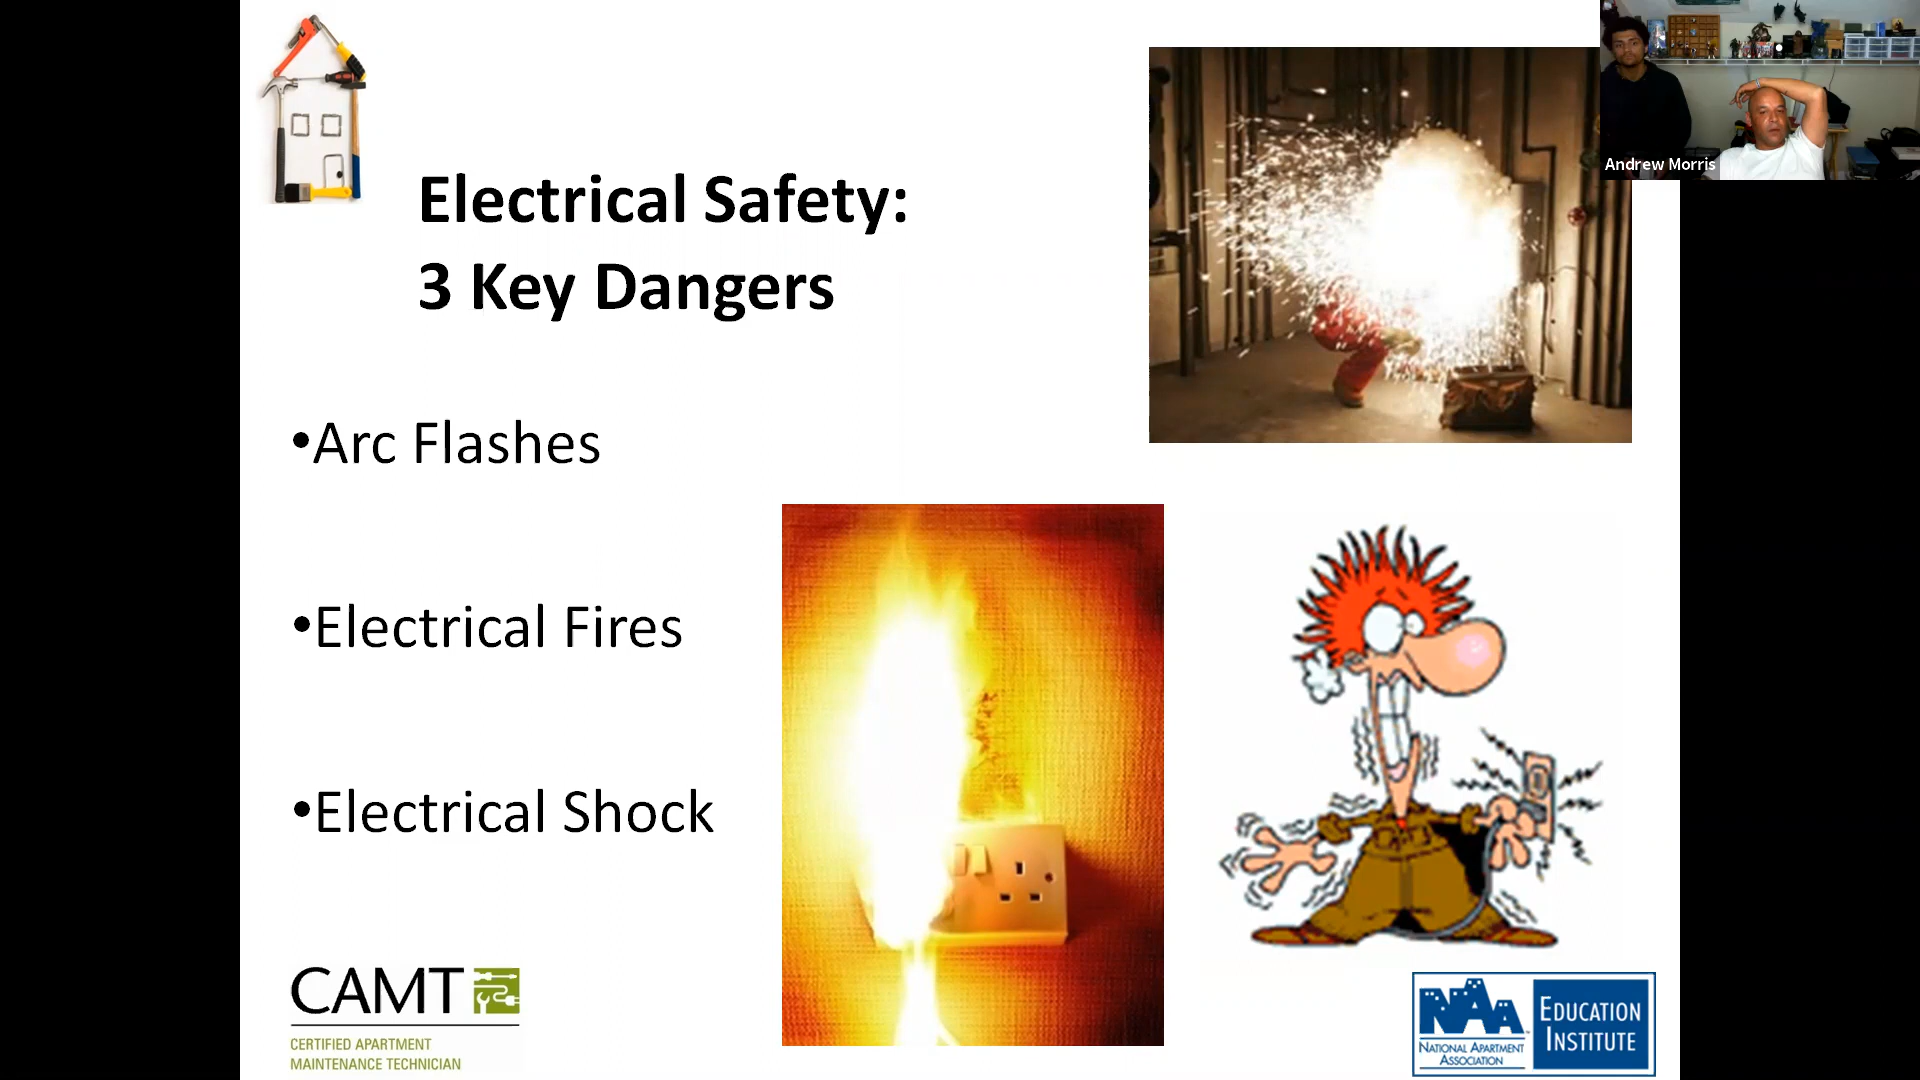 Electrical Safety:
3 Key Dangers
•Arc Flashes
•Electrical Fires
•Electrical Shock
Andrew Morris
CAMT
CERTIFIED APARTMENT
MAINTENANCE TECHNICIAN
NAA
NATIONAL APARTMENT
ASSOCIATION
EDUCATION
INSTITUTE